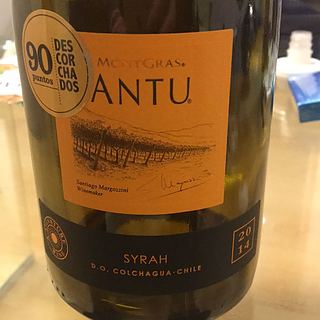 90
puntos
DES
COR
CHA
DOS
MONTGRAS®
ANTU®
Santiago Margozzini
Winemaker
SYRAH
D.O. COLCHAGUA-CHILE
20
14